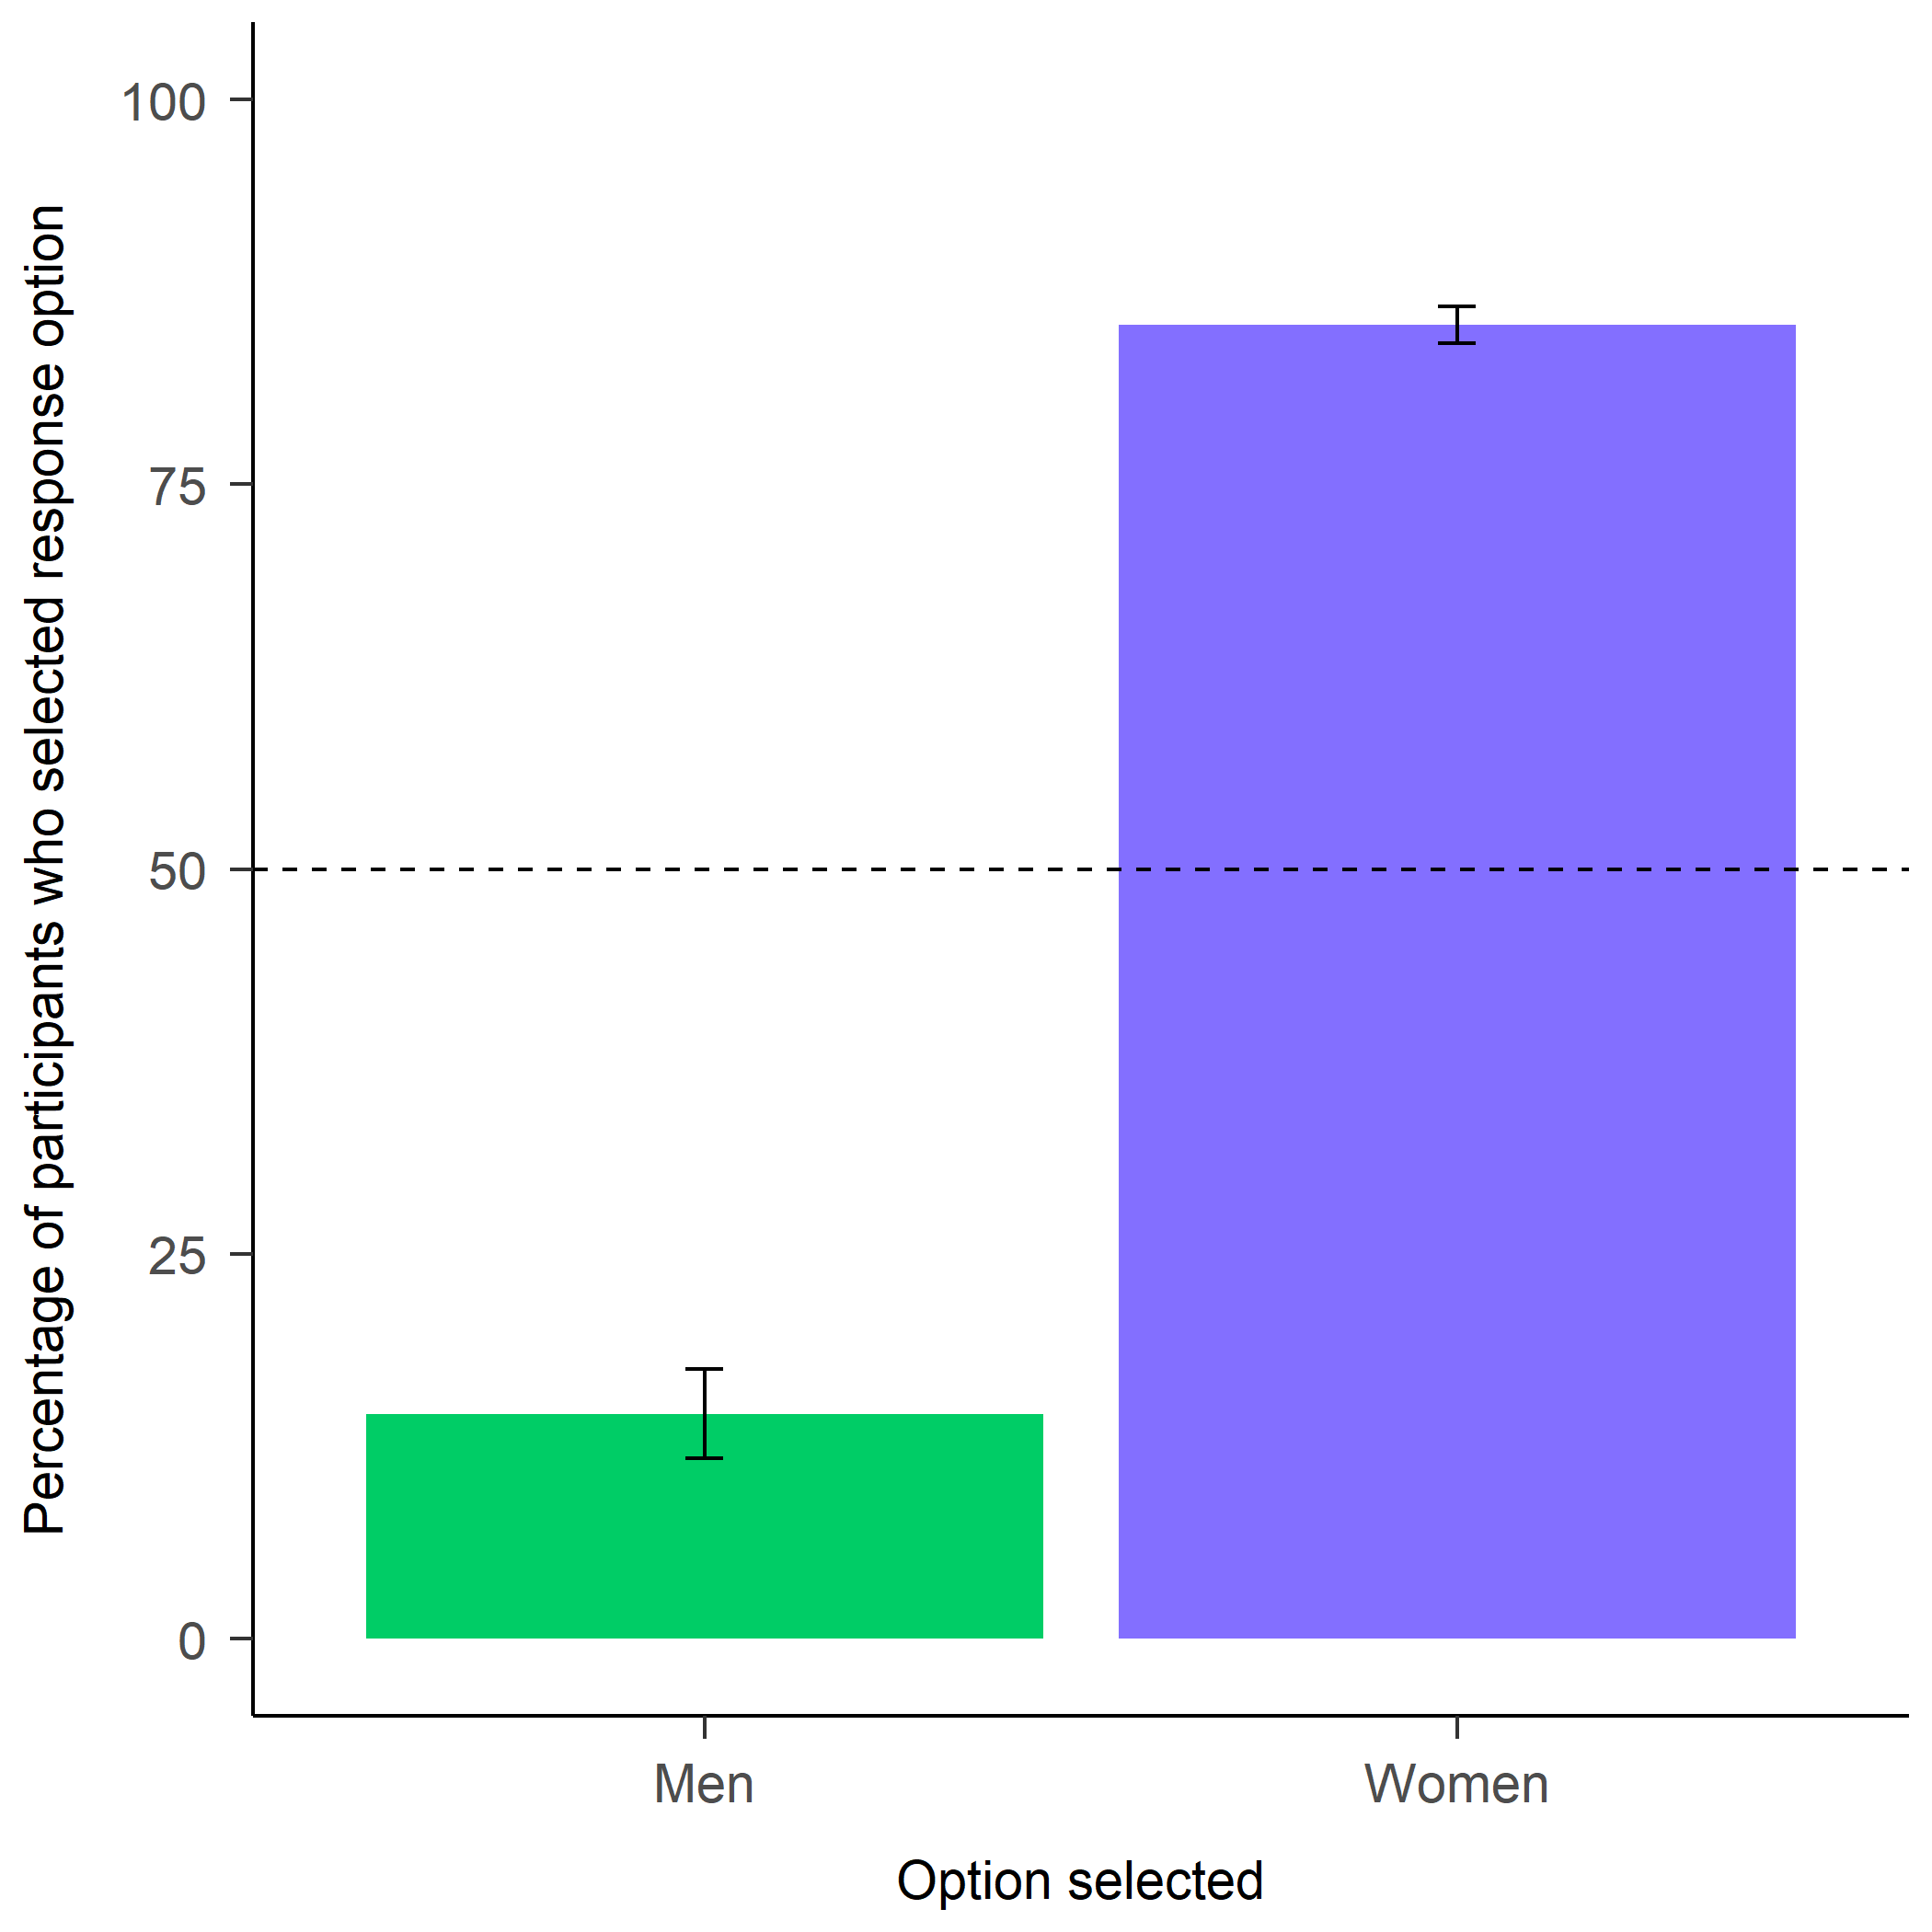 Percentage of participants who selected response option
100
75
50
25
0
Men Women
Option selected